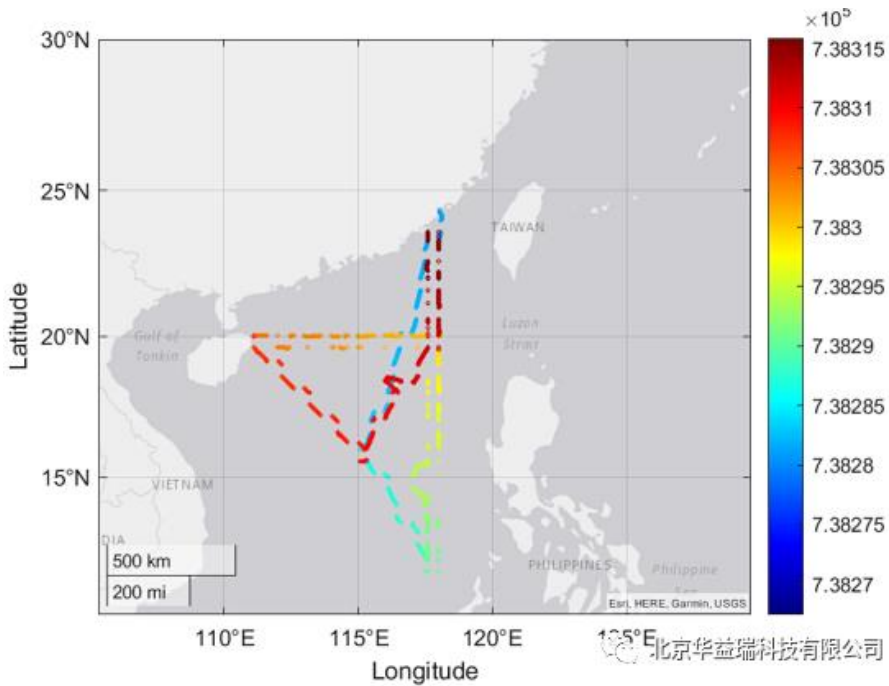 ×10⁵
30°N
25°N
20°N
15°N
Latitude
TAIWAN
Gulf of
Tonkin
Luzon
Strait
VIETNAM
DIA
PHILIPPINES
Philippine
500 km
200 mi
Esri, HERE, Garmin, USGS
110°E
115°E
120°E
125°E
Longitude
7.38315
7.3831
7.38305
7.383
7.38295
7.3829
7.38285
7.3828
7.38275
7.3827
北京华益瑞科技有限公司